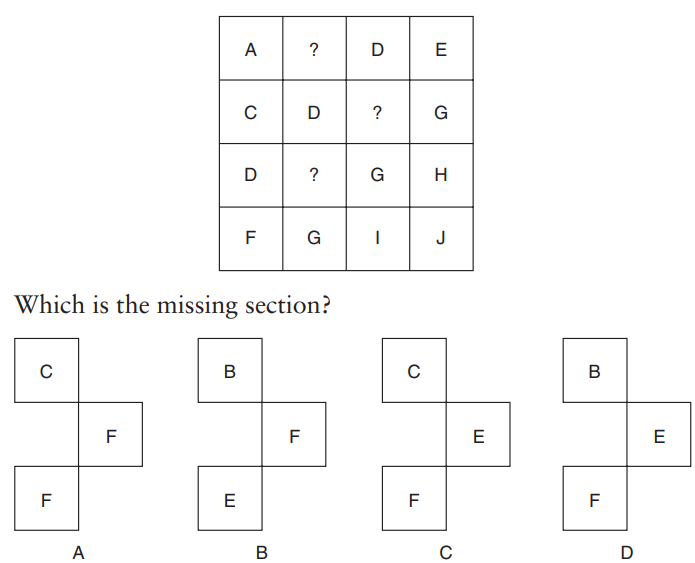 A ? D E
C D ? G
D ? G H
F G I J
Which is the missing section?
C B C B
F F E E
F E F F
A B C D